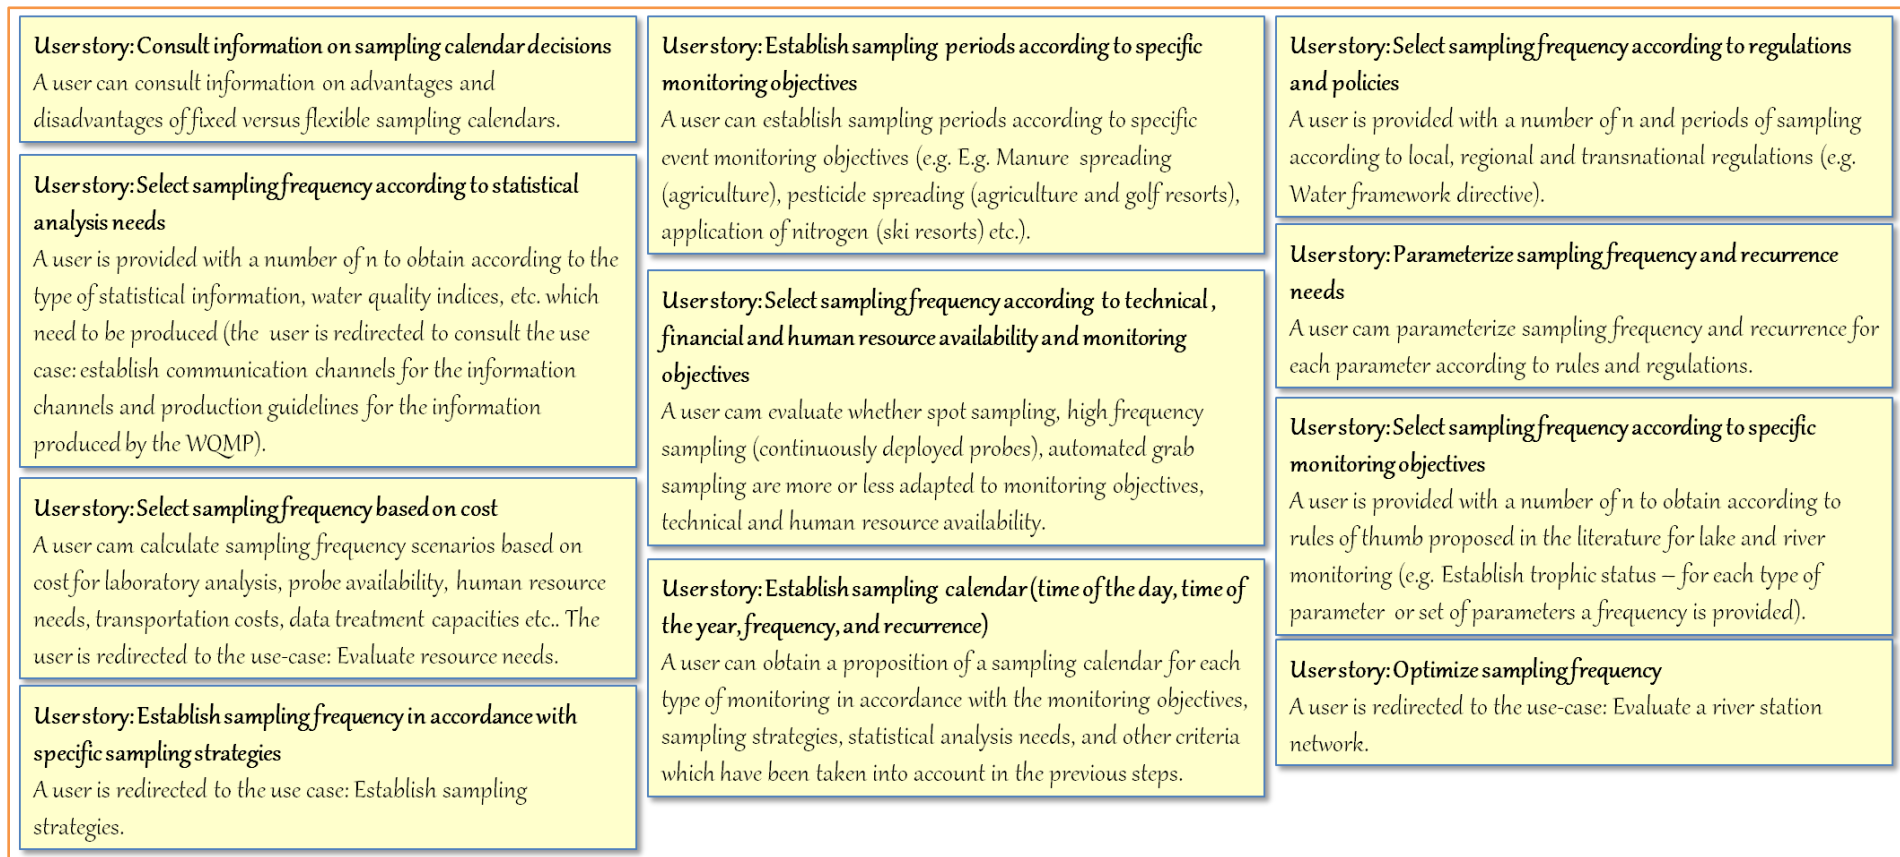 User story: Consult information on sampling calendar decisions
A user can consult information on advantages and
disadvantages of fixed versus flexible sampling calendars.
User story: Select sampling frequency according to statistical
analysis needs
A user is provided with a number of n to obtain according to the
type of statistical information, water quality indices, etc. which
need to be produced (the user is redirected to consult the use
case: establish communication channels for the information
channels and production guidelines for the information
produced by the WQMP).
User story: Select sampling frequency based on cost
A user cam calculate sampling frequency scenarios based on
cost for laboratory analysis, probe availability, human resource
needs, transportation costs, data treatment capacities etc.. The
user is redirected to the use-case: Evaluate resource needs.
User story: Establish sampling frequency in accordance with
specific sampling strategies
A user is redirected to the use case: Establish sampling
strategies.
User story: Establish sampling periods according to specific
monitoring objectives
A user can establish sampling periods according to specific
event monitoring objectives (e.g. E.g. Manure spreading
(agriculture), pesticide spreading (agriculture and golf resorts),
application of nitrogen (ski resorts) etc.).
User story: Select sampling frequency according to technical ,
financial and human resource availability and monitoring
objectives
A user cam evaluate whether spot sampling, high frequency
sampling (continuously deployed probes), automated grab
sampling are more or less adapted to monitoring objectives,
technical and human resource availability.
User story: Establish sampling calendar (time of the day, time of
the year, frequency, and recurrence)
A user can obtain a proposition of a sampling calendar for each
type of monitoring in accordance with the monitoring objectives,
sampling strategies, statistical analysis needs, and other criteria
which have been taken into account in the previous steps.
User story: Select sampling frequency according to regulations
and policies
A user is provided with a number of n and periods of sampling
according to local, regional and transnational regulations (e.g.
Water framework directive).
User story: Parameterize sampling frequency and recurrence
needs
A user cam parameterize sampling frequency and recurrence for
each parameter according to rules and regulations.
User story: Select sampling frequency according to specific
monitoring objectives
A user is provided with a number of n to obtain according to
rules of thumb proposed in the literature for lake and river
monitoring (e.g. Establish trophic status – for each type of
parameter or set of parameters a frequency is provided).
User story: Optimize sampling frequency
A user is redirected to the use-case: Evaluate a river station
network.